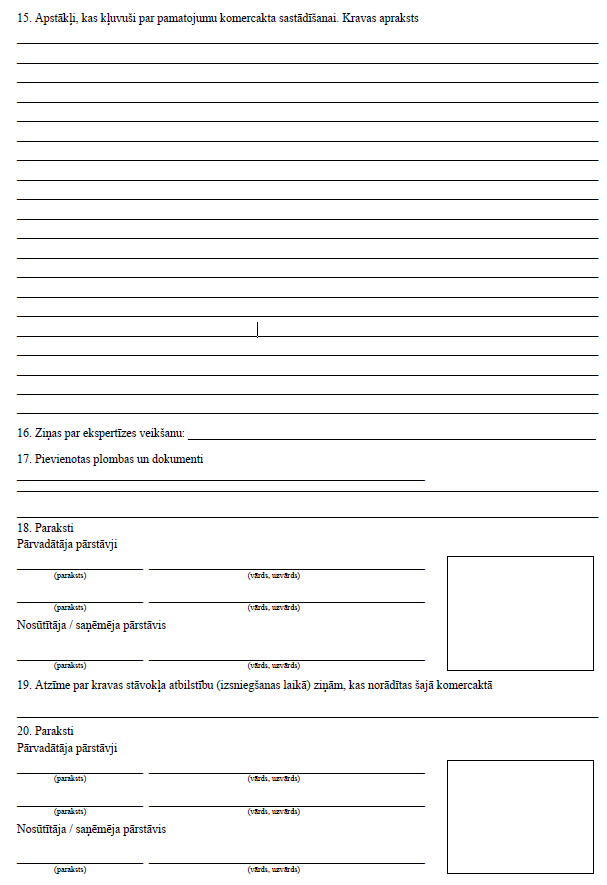 15. Apstākļi, kas kļuvuši par pamatojumu komercakta sastādīšanai. Kravas apraksts
16. Ziņas par ekspertīzes veikšanu:
17. Pievienotas plombas un dokumenti
18. Paraksti
Pārvadātāja pārstāvji
(paraksts) (vārds, uzvārds)
(paraksts) (vārds, uzvārds)
Nosūtītāja / saņēmēja pārstāvis
(paraksts) (vārds, uzvārds)
19. Atzīme par kravas stāvokļa atbilstību (izsniegšanas laikā) ziņām, kas norādītas šajā komercaktā
20. Paraksti
Pārvadātāja pārstāvji
(paraksts) (vārds, uzvārds)
(paraksts) (vārds, uzvārds)
Nosūtītāja / saņēmēja pārstāvis
(paraksts) (vārds, uzvārds)